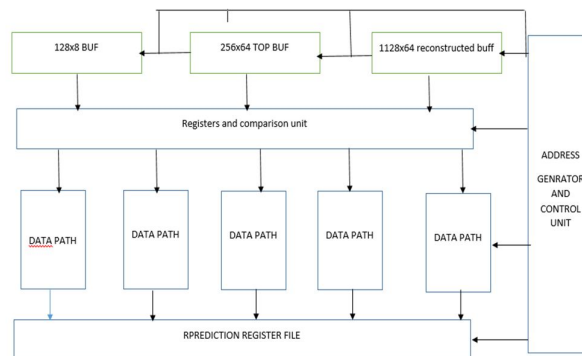 128x8 BUF
256x64 TOP BUF
1128x64 reconstructed buff
Registers and comparison unit
DATA PATH
DATA PATH
DATA PATH
DATA PATH
DATA PATH
ADDRESS
GENRATOR
AND
CONTROL
UNIT
RPREDICTION REGISTER FILE